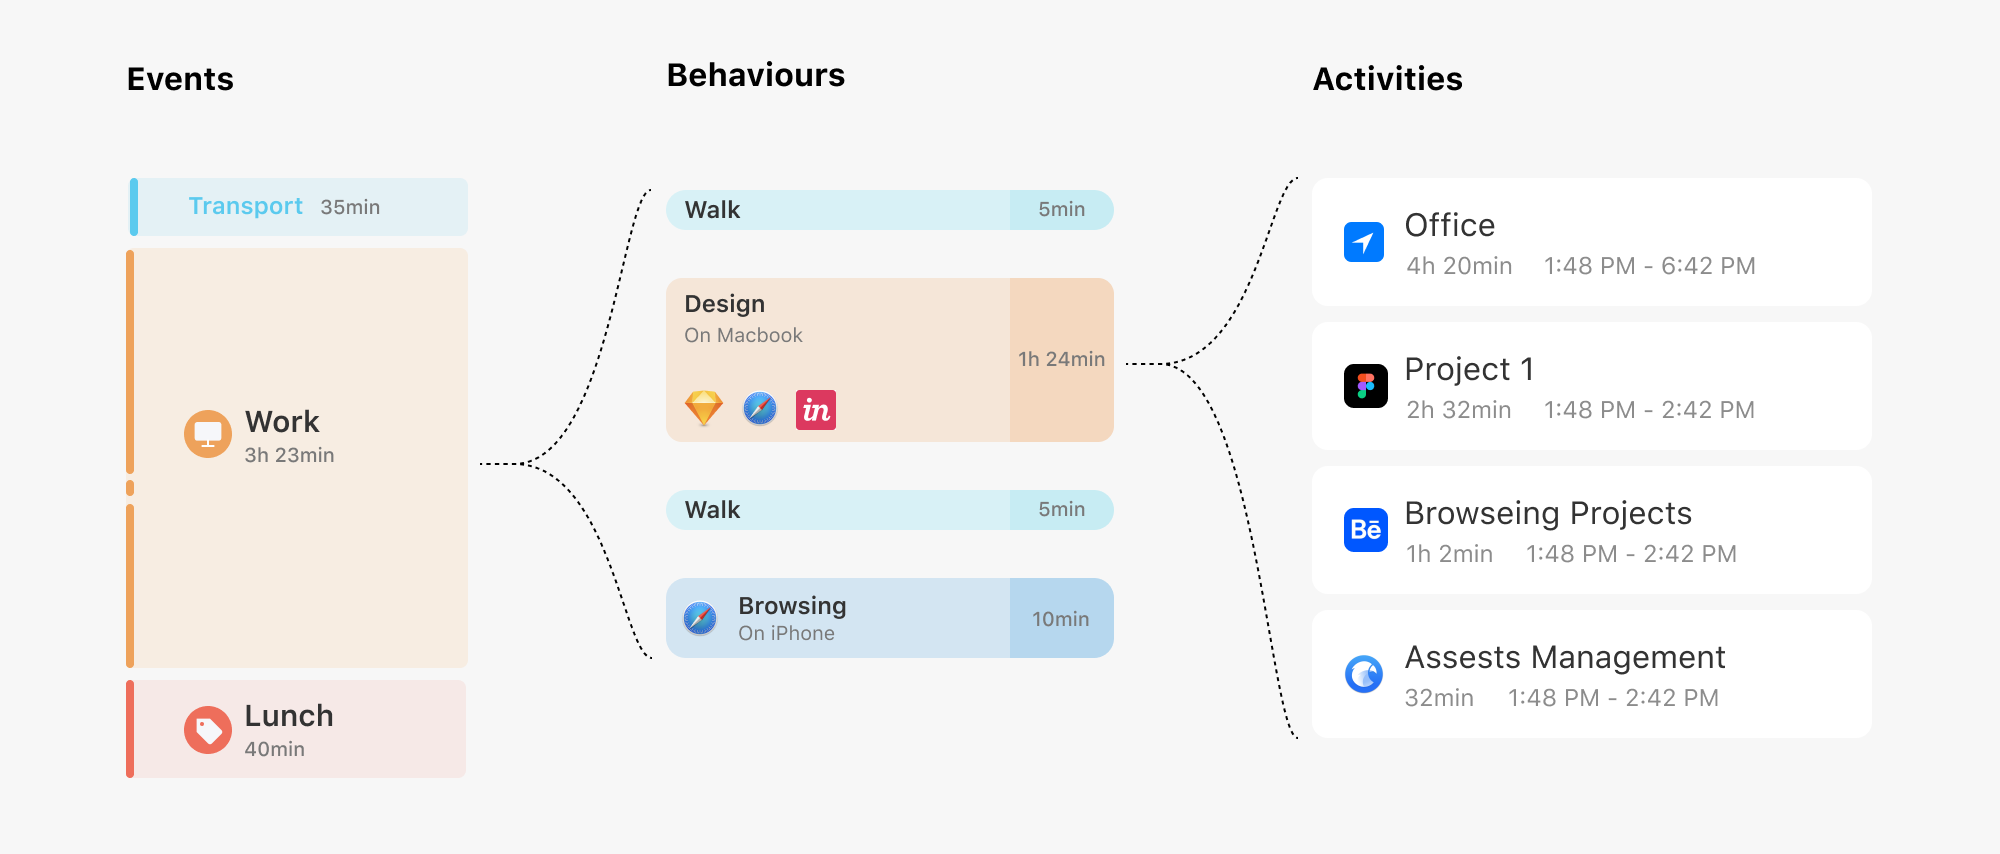 Events
Transport 35min
Work
3h 23min
Lunch
40min
Behaviours
Walk 5min
Design
On Macbook
1h 24min
in
Walk 5min
Browsing
On iPhone
10min
Activities
Office
4h 20min 1:48 PM - 6:42 PM
Project 1
2h 32min 1:48 PM - 2:42 PM
Bē
Browseing Projects
1h 2min 1:48 PM - 2:42 PM
Assests Management
32min 1:48 PM - 2:42 PM